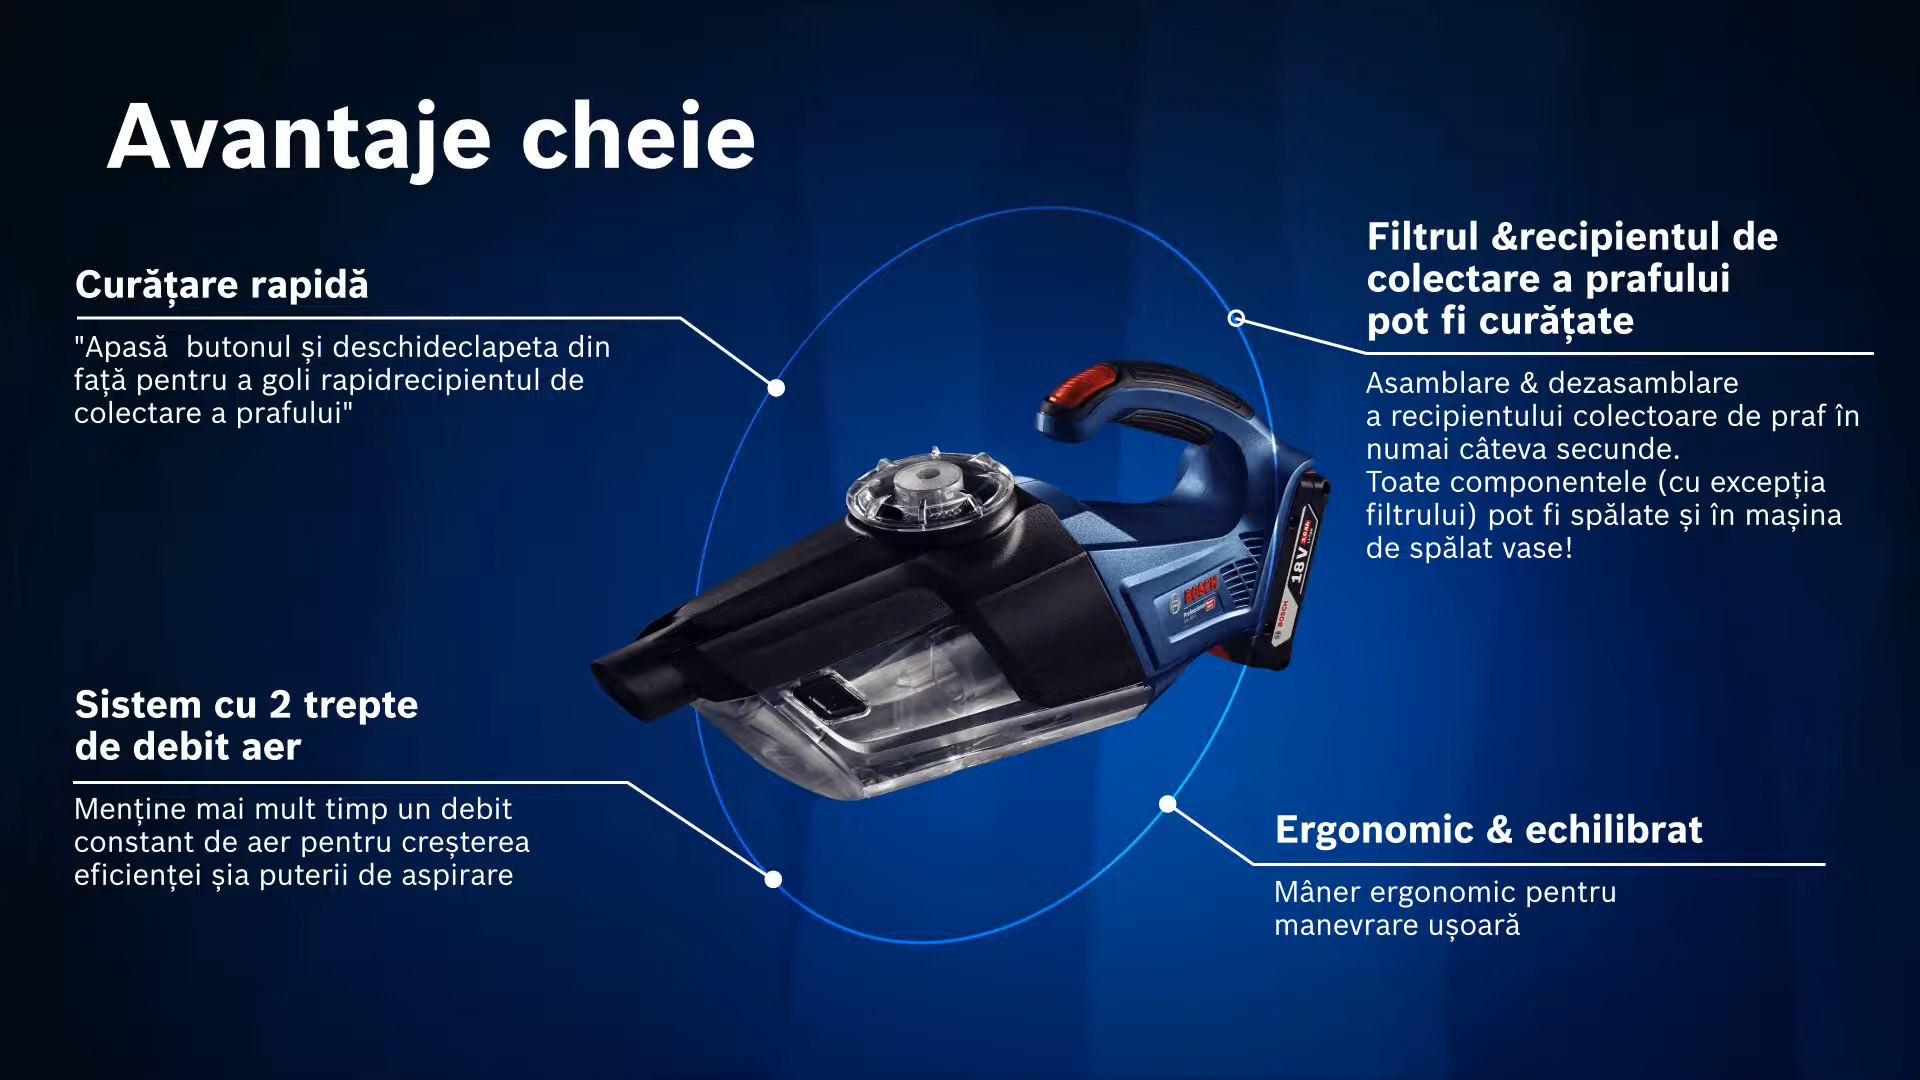 Avantaje cheie
Curățare rapidă
"Apasă  butonul și deschideclapeta din
față pentru a goli rapidrecipientul de
colectare a prafului"
Filtrul &recipientul de
colectare a prafului
pot fi curățate
Asamblare & dezasamblare
a recipientului colectoare de praf în
numai câteva secunde.
Toate componentele (cu excepția
filtrului) pot fi spălate și în mașina
de spălat vase!
BOSCH
Professional
18V
3.0Ah
BOSCH
Sistem cu 2 trepte
de debit aer
Menține mai mult timp un debit
constant de aer pentru creșterea
eficienței șia puterii de aspirare
Ergonomic & echilibrat
Mâner ergonomic pentru
manevrare ușoară